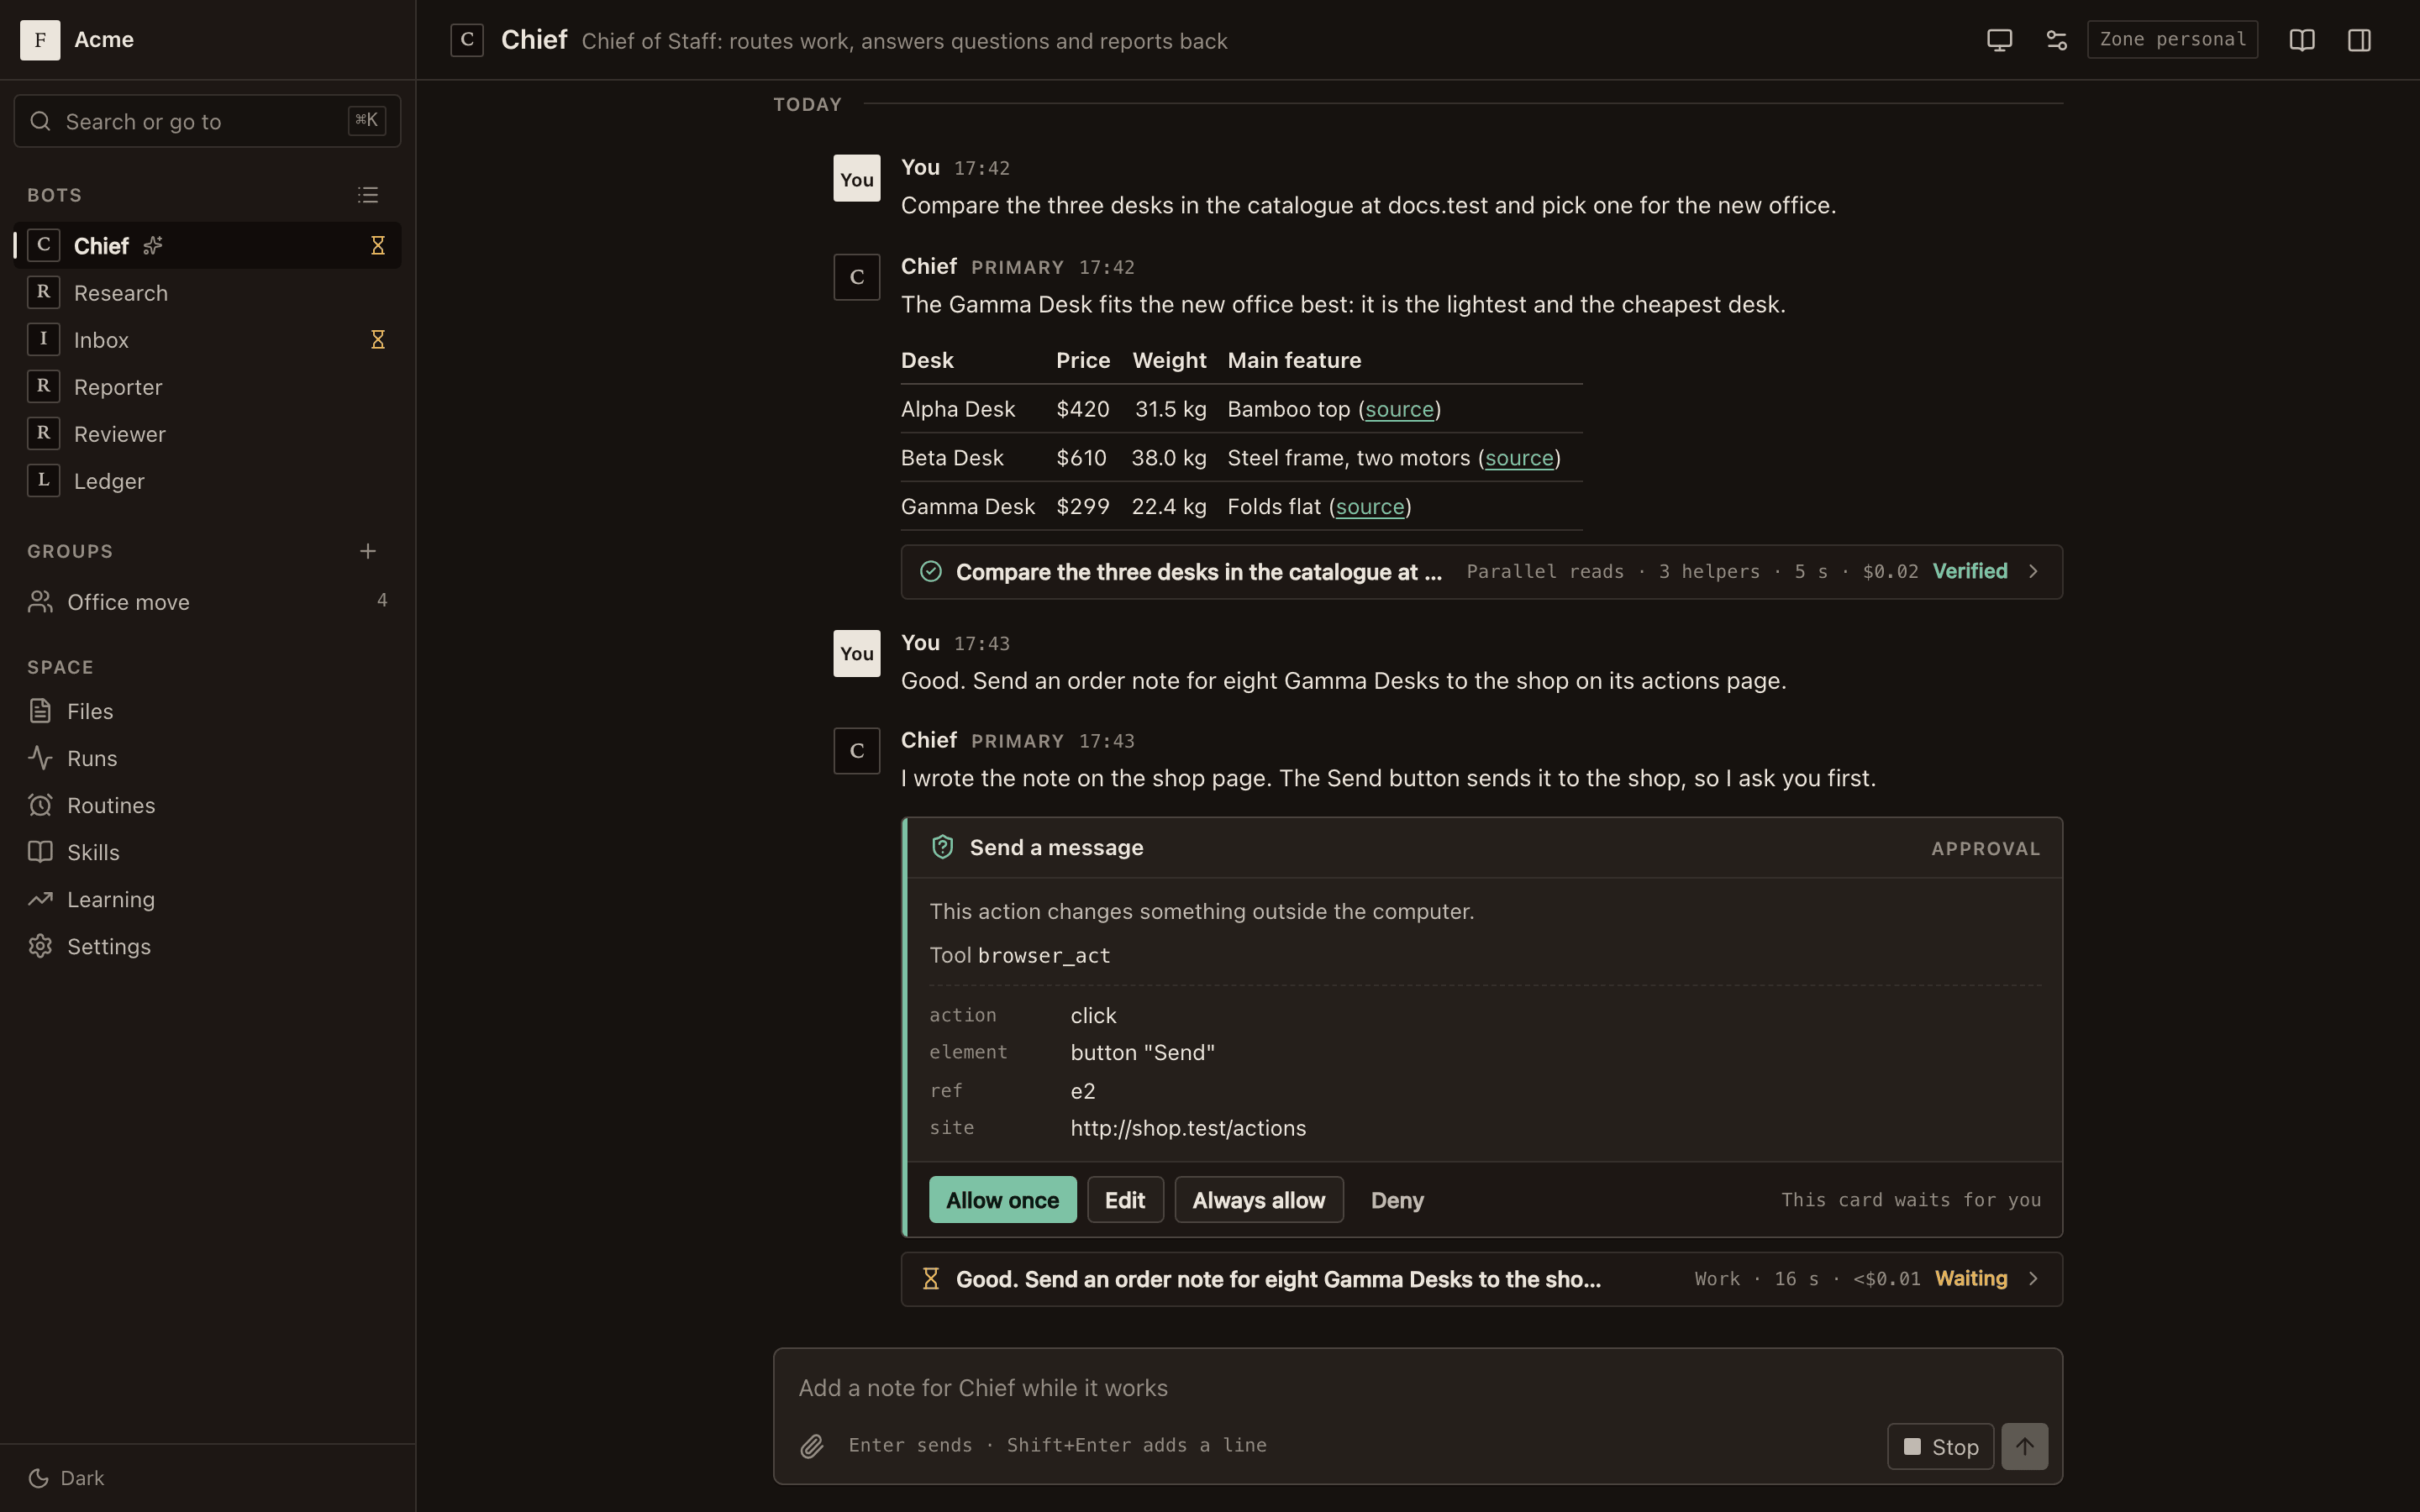 F Acme
Search or go to ⌘K
BOTS
C Chief
R Research
I Inbox
R Reporter
R Reviewer
L Ledger
GROUPS
Office move 4
SPACE
Files
Runs
Routines
Skills
Learning
Settings
Dark
C Chief Chief of Staff: routes work, answers questions and reports back
Zone personal
TODAY
You You 17:42
Compare the three desks in the catalogue at docs.test and pick one for the new office.
C Chief PRIMARY 17:42
The Gamma Desk fits the new office best: it is the lightest and the cheapest desk.
Desk Price Weight Main feature
Alpha Desk $420 31.5 kg Bamboo top (source)
Beta Desk $610 38.0 kg Steel frame, two motors (source)
Gamma Desk $299 22.4 kg Folds flat (source)
Compare the three desks in the catalogue at ... Parallel reads · 3 helpers · 5 s · $0.02 Verified
You You 17:43
Good. Send an order note for eight Gamma Desks to the shop on its actions page.
C Chief PRIMARY 17:43
I wrote the note on the shop page. The Send button sends it to the shop, so I ask you first.
Send a message APPROVAL
This action changes something outside the computer.
Tool browser_act
action click
element button "Send"
ref e2
site http://shop.test/actions
Allow once Edit Always allow Deny This card waits for you
Good. Send an order note for eight Gamma Desks to the sho... Work · 16 s · <$0.01 Waiting
Add a note for Chief while it works
Enter sends · Shift+Enter adds a line Stop